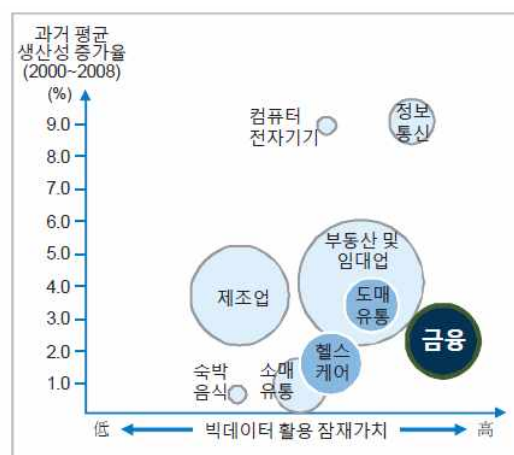 과거 평균
생산성 증가율
(2000~2008)
(%)
9.0
8.0
7.0
6.0
5.0
4.0
3.0
2.0
1.0
컴퓨터
전자기기
정보
통신
부동산 및
임대업
제조업
도매
유통
금융
헬스
케어
숙박
음식
소매
유통
低
빅데이터 활용 잠재가치
高